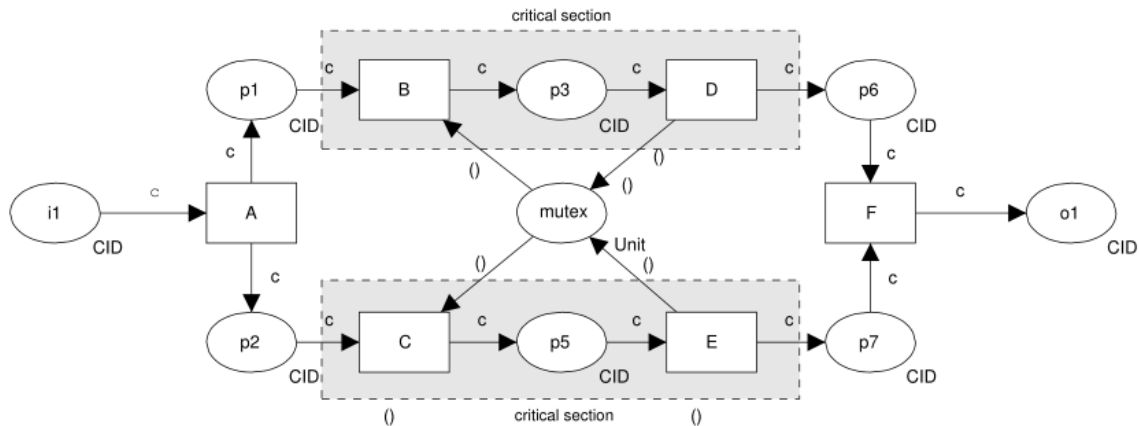 critical section
c c c c
p1 B p3 D p6
CID CID CID
c () c
() ()
c c
i1 A mutex F o1
CID Unit CID
c () () c
c c c c
p2 C p5 E p7
CID CID CID
() critical section ()